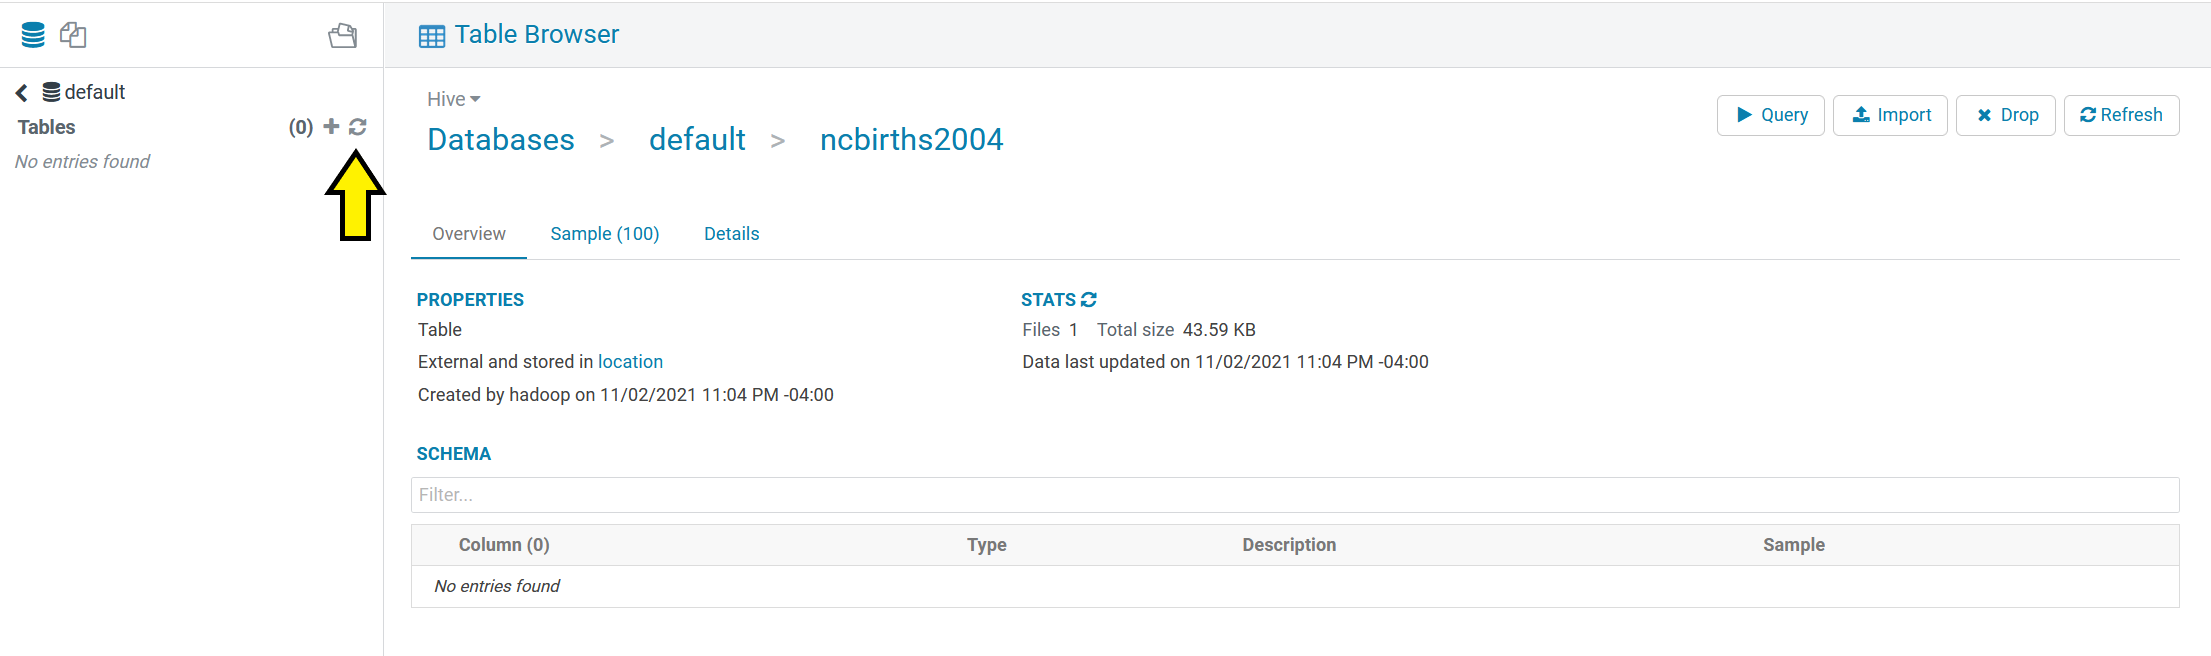 Table Browser
default
Tables (0)
No entries found
Hive
Databases > default > ncbirths2004
Query Import Drop Refresh
Overview Sample (100) Details
PROPERTIES
Table
External and stored in location
Created by hadoop on 11/02/2021 11:04 PM -04:00
STATS
Files 1 Total size 43.59 KB
Data last updated on 11/02/2021 11:04 PM -04:00
SCHEMA
Filter...
Column (0) Type Description Sample
No entries found